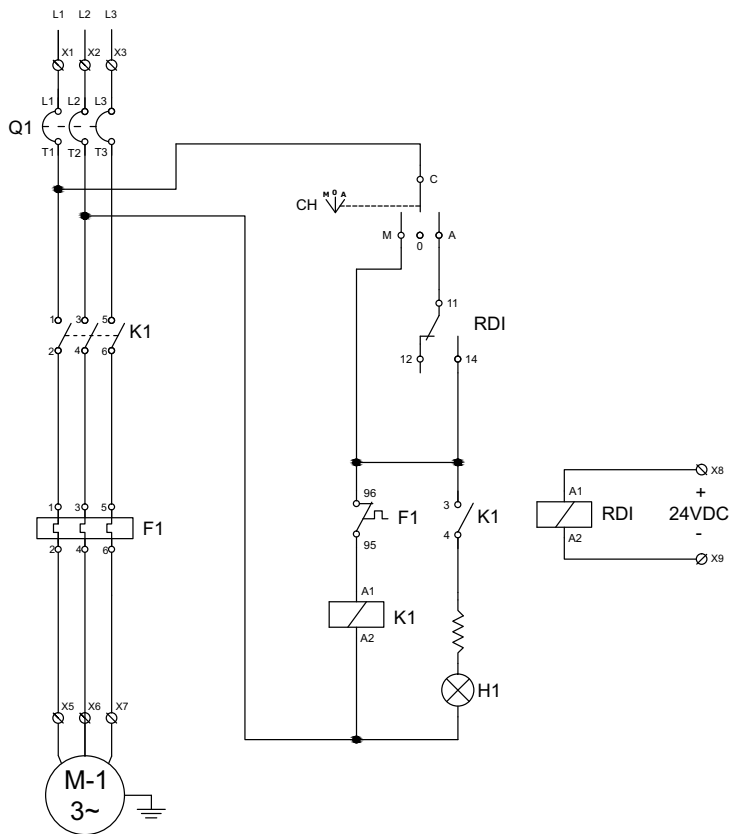 L1 L2 L3
X1 X2 X3
L1 L2 L3
Q1
T1 T2 T3
C
CH M 0 A
M 0 A
11
RDI
12 14
1 3 5
K1
2 4 6
X8
96 3
A1 +
1 3 5
F1 K1
RDI 24VDC
F1
95 4
A2 -
2 4 6
X9
A1
K1
A2
H1
X5 X6 X7
M-1
3~